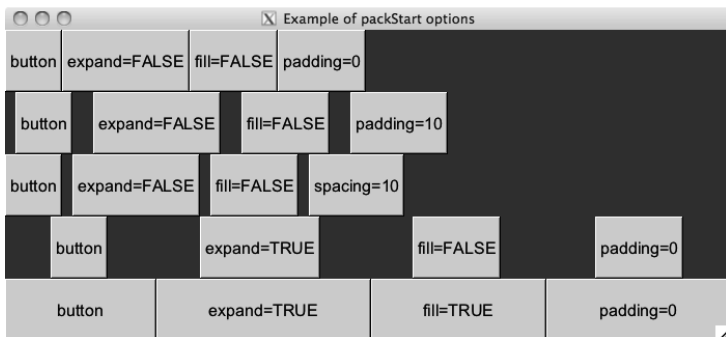 Example of packStart options
button expand=FALSE fill=FALSE padding=0
button expand=FALSE fill=FALSE padding=10
button expand=FALSE fill=FALSE spacing=10
button expand=TRUE fill=FALSE padding=0
button expand=TRUE fill=TRUE padding=0